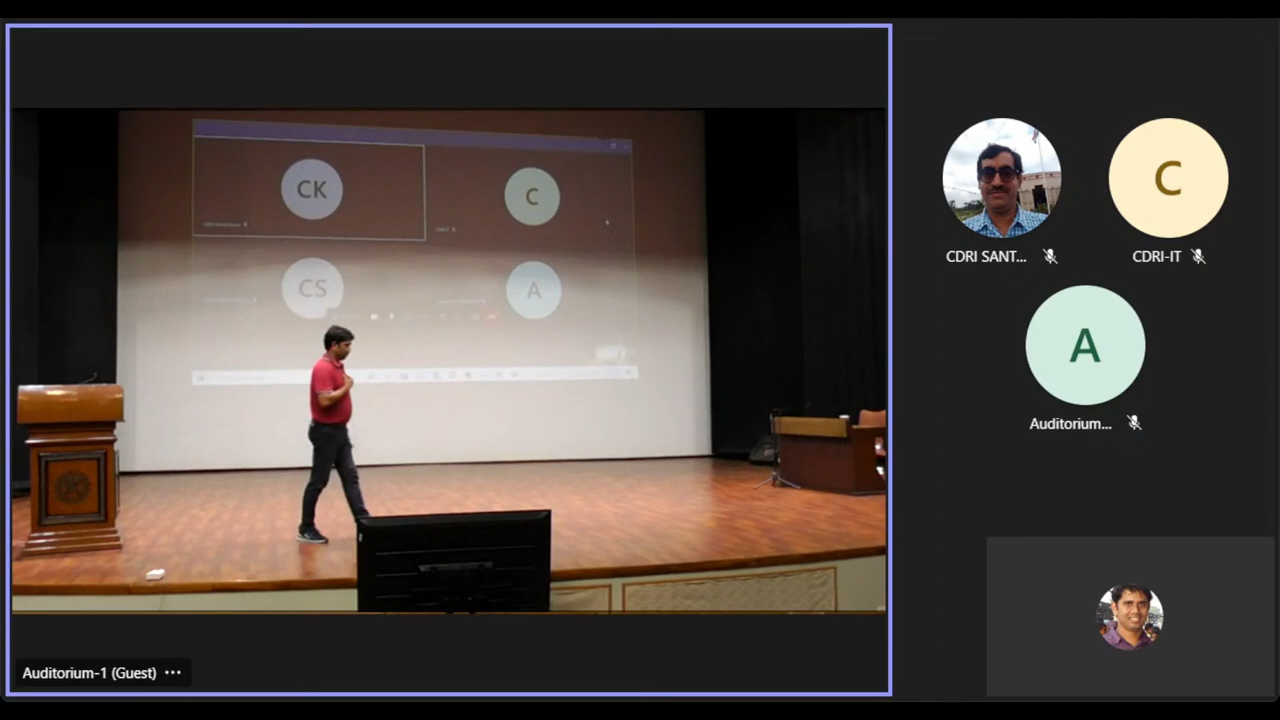 CK
C
CS
A
CDRI SANT...
C
CDRI-IT
A
Auditorium...
Auditorium-1 (Guest)